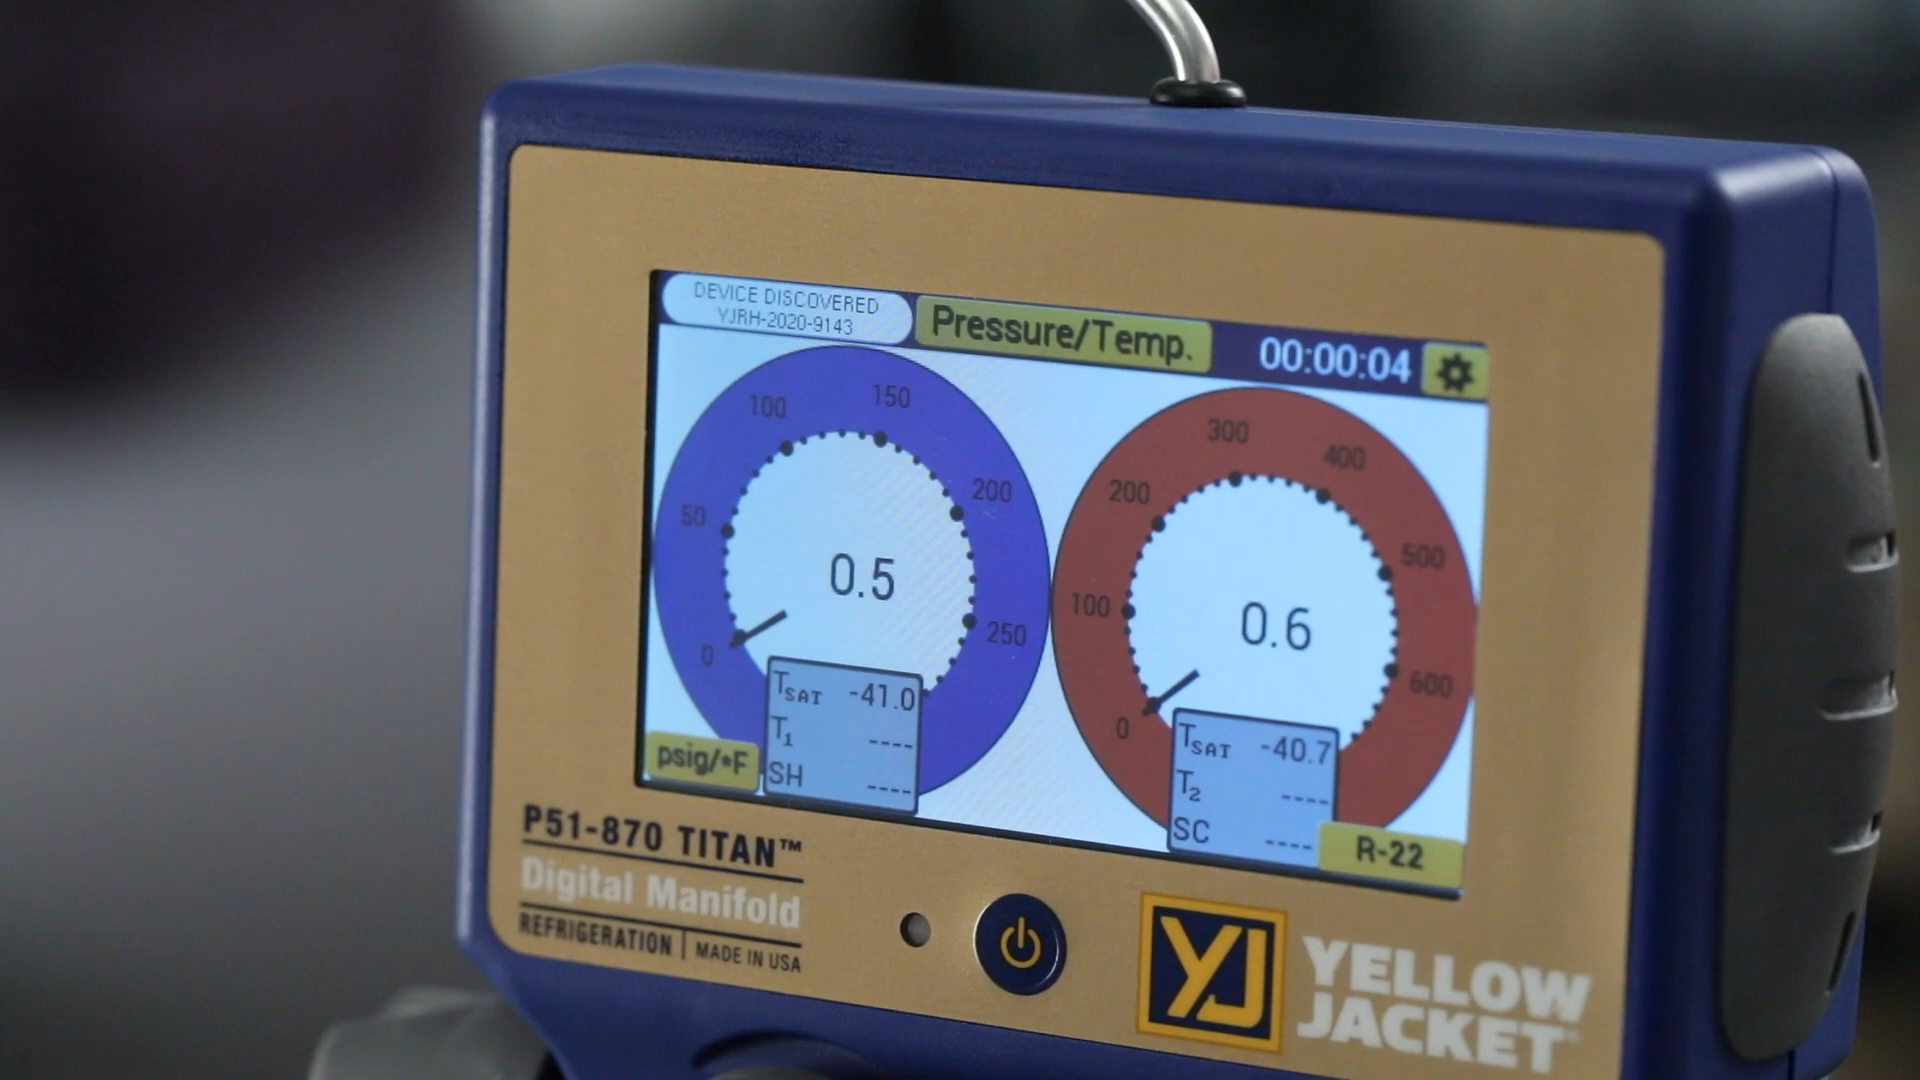 DEVICE DISCOVERED
YJRH-2020-9143
Pressure/Temp.
00:00:04
0
50
100
150
200
250
0.5
TSAT -41.0
T1 ----
SH ----
psig/°F
0
100
200
300
400
500
600
0.6
TSAT -40.7
T2 ----
SC ----
R-22
P51-870 TITAN™
Digital Manifold
REFRIGERATION | MADE IN USA
YJ
YELLOW
JACKET®